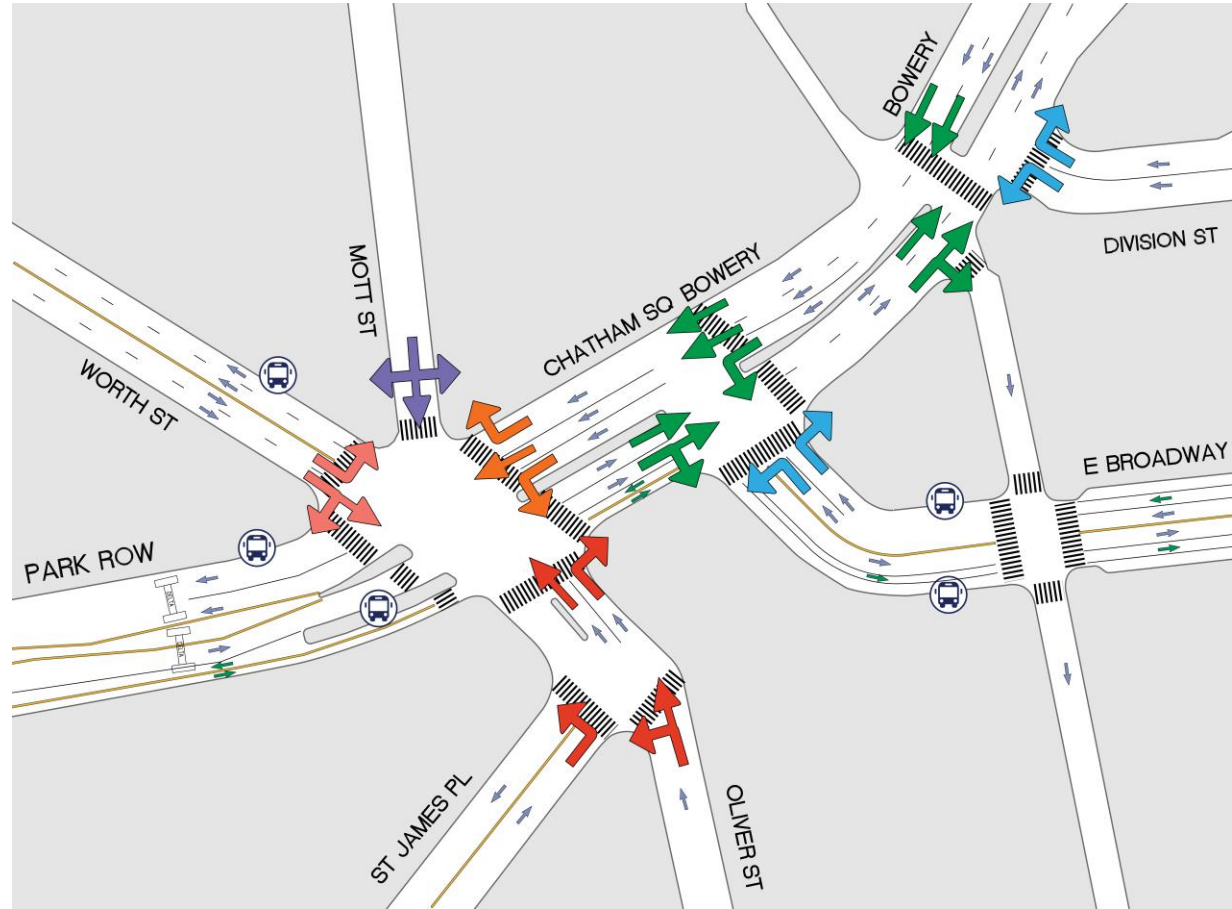 BOWERY
DIVISION ST
MOTT ST
CHATHAM SQ BOWERY
WORTH ST
E BROADWAY
PARK ROW
ST JAMES PL
OLIVER ST